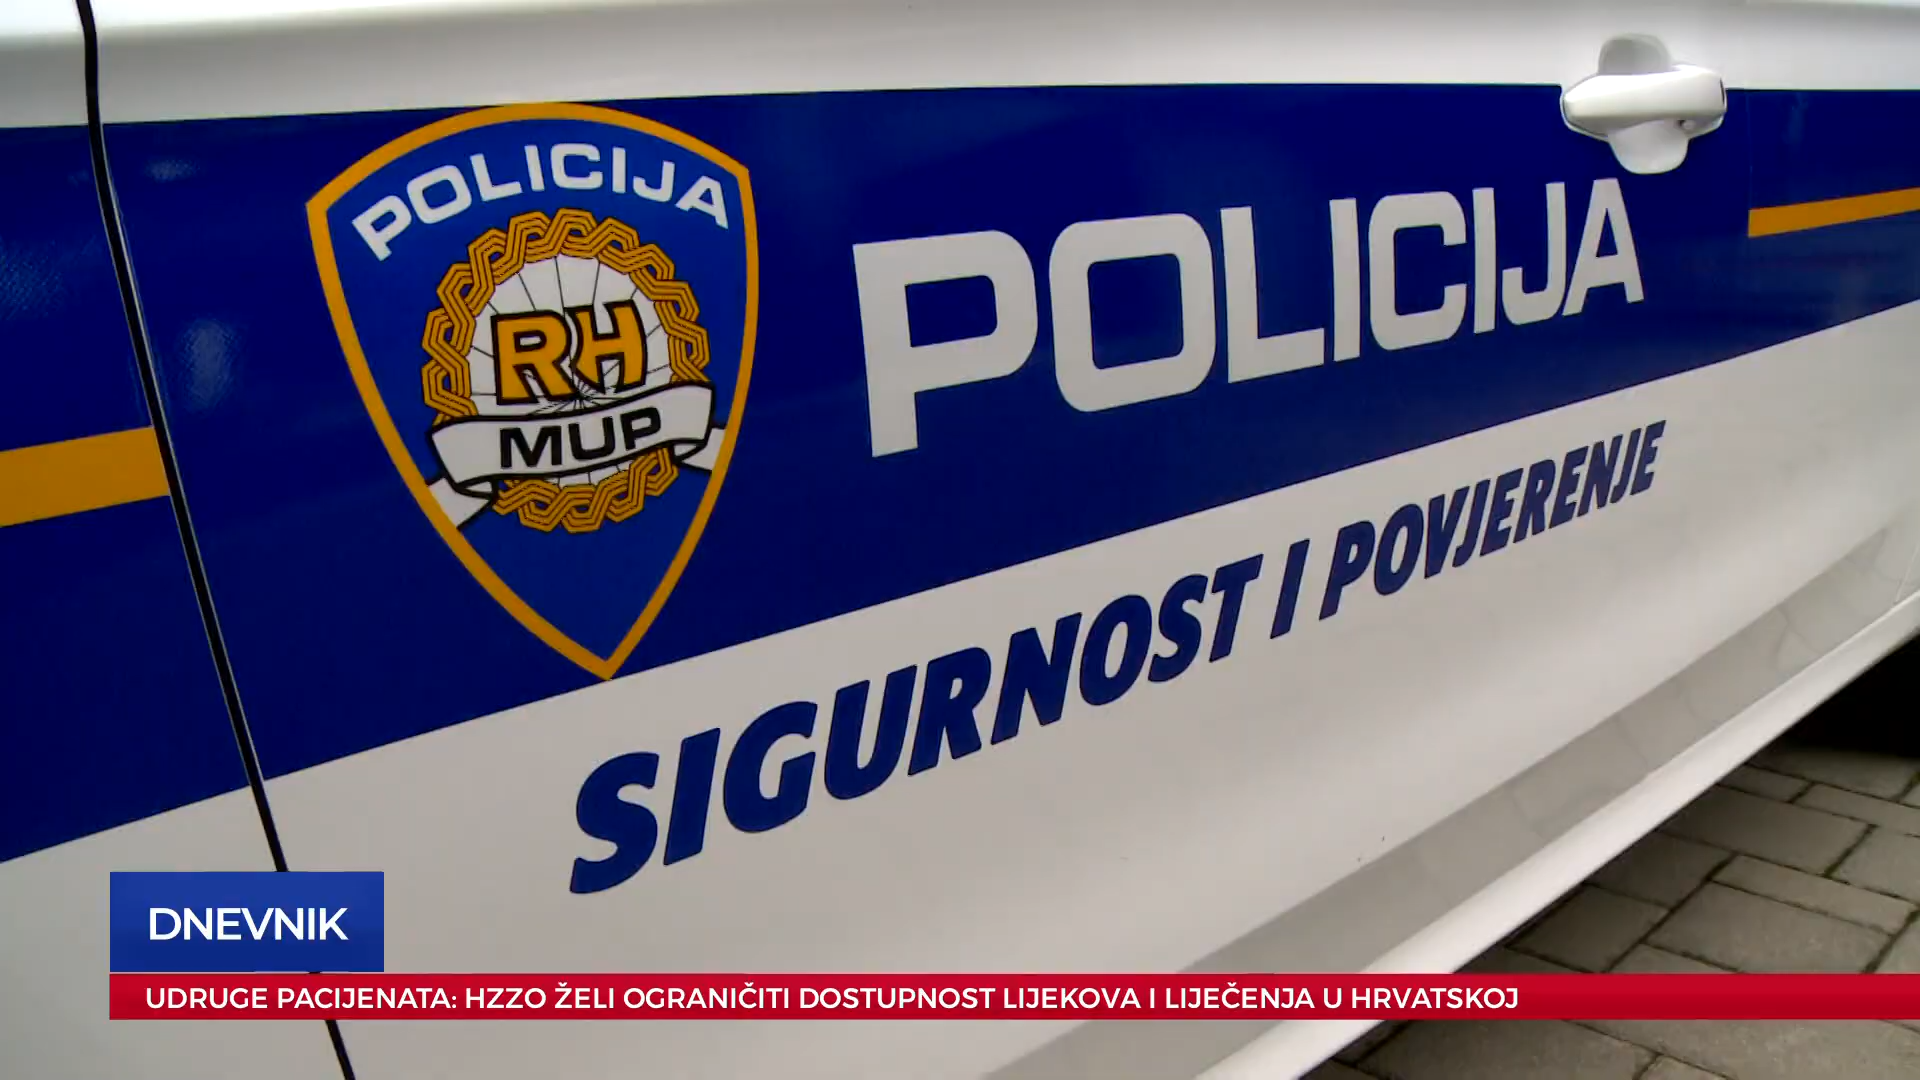 POLICIJA
RH
MUP
POLICIJA
SIGURNOST I POVJERENJE
DNEVNIK
UDRUGE PACIJENATA: HZZO ŽELI OGRANIČITI DOSTUPNOST LIJEKOVA I LIJEČENJA U HRVATSKOJ